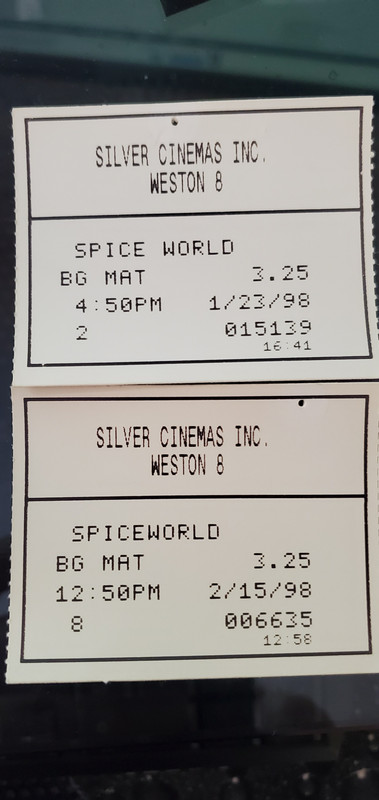 SILVER CINEMAS INC.
WESTON 8
SPICE WORLD
BG MAT 3.25
4:50PM 1/23/98
2 015139
16:41
SILVER CINEMAS INC.
WESTON 8
SPICEWORLD
BG MAT 3.25
12:50PM 2/15/98
8 006635
12:58